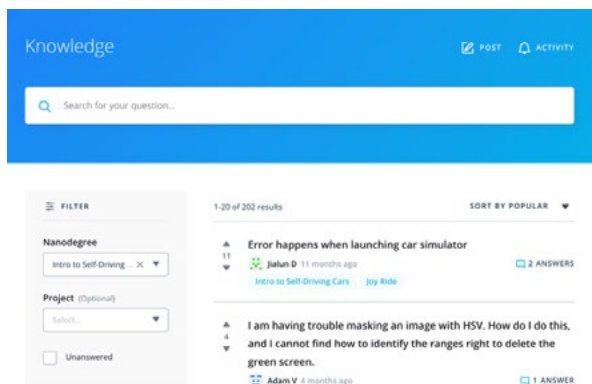 Knowledge
POST
ACTIVITY
Search for your question...
FILTER
1-20 of 202 results
SORT BY POPULAR
Nanodegree
Intro to Self-Driving ...
Project (Optional)
Select...
Unanswered
11
Error happens when launching car simulator
Jialun D 11 months ago
2 ANSWERS
Intro to Self-Driving Cars
Joy Ride
4
I am having trouble masking an image with HSV. How do I do this,
and I cannot find how to identify the ranges right to delete the
green screen.
Adam V 4 months ago
1 ANSWER